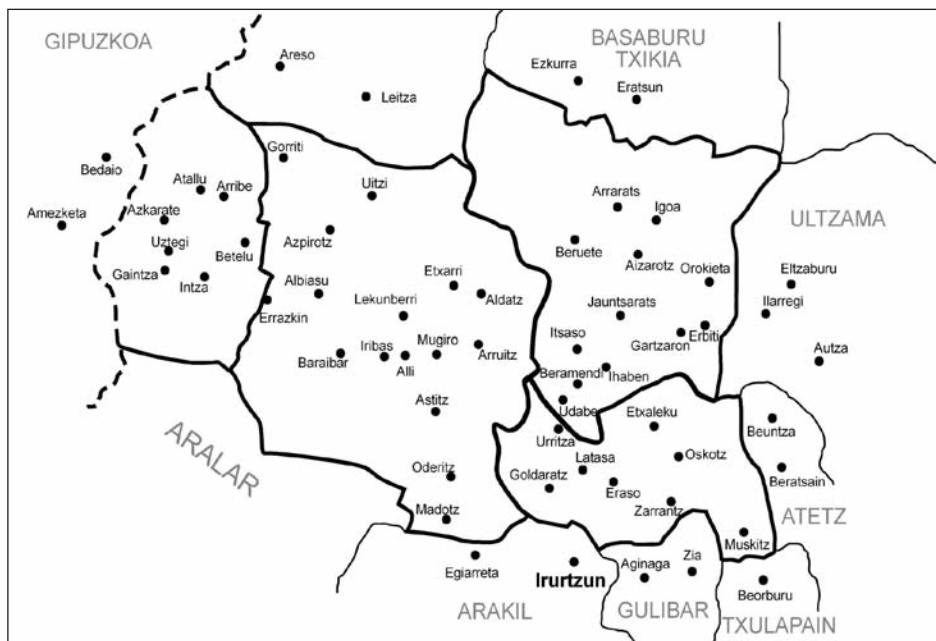 GIPUZKOA
BASABURU
TXIKIA
Areso
Ezkurra
Leitza
Eratsun
Gorriti
Bedaio
Atallu
Arribe
Uitzi
Arrarats
Igoa
ULTZAMA
Azkarate
Amezketa
Azpirotz
Uztegi
Betelu
Beruete
Aizarotz
Gaintza
Intza
Etxarri
Orokieta
Eltzaburu
Albiasu
Aldatz
Errazkin
Lekunberri
Jauntsarats
Ilarregi
Itsaso
Gartzaron
Erbiti
Iribas
Mugiro
Arruitz
Baraibar
Alli
Autza
Beramendi
Ihaben
Astitz
Udabe
Etxaleku
Beuntza
Urritza
ARALAR
Latasa
Oskotz
Oderitz
Goldaratz
Beratsain
Eraso
Madotz
Zarrantz
ATETZ
Muskitz
Egiarreta
Irurtzun
Aginaga
Zia
Beorburu
ARAKIL
GULIBAR
TXULAPAIN